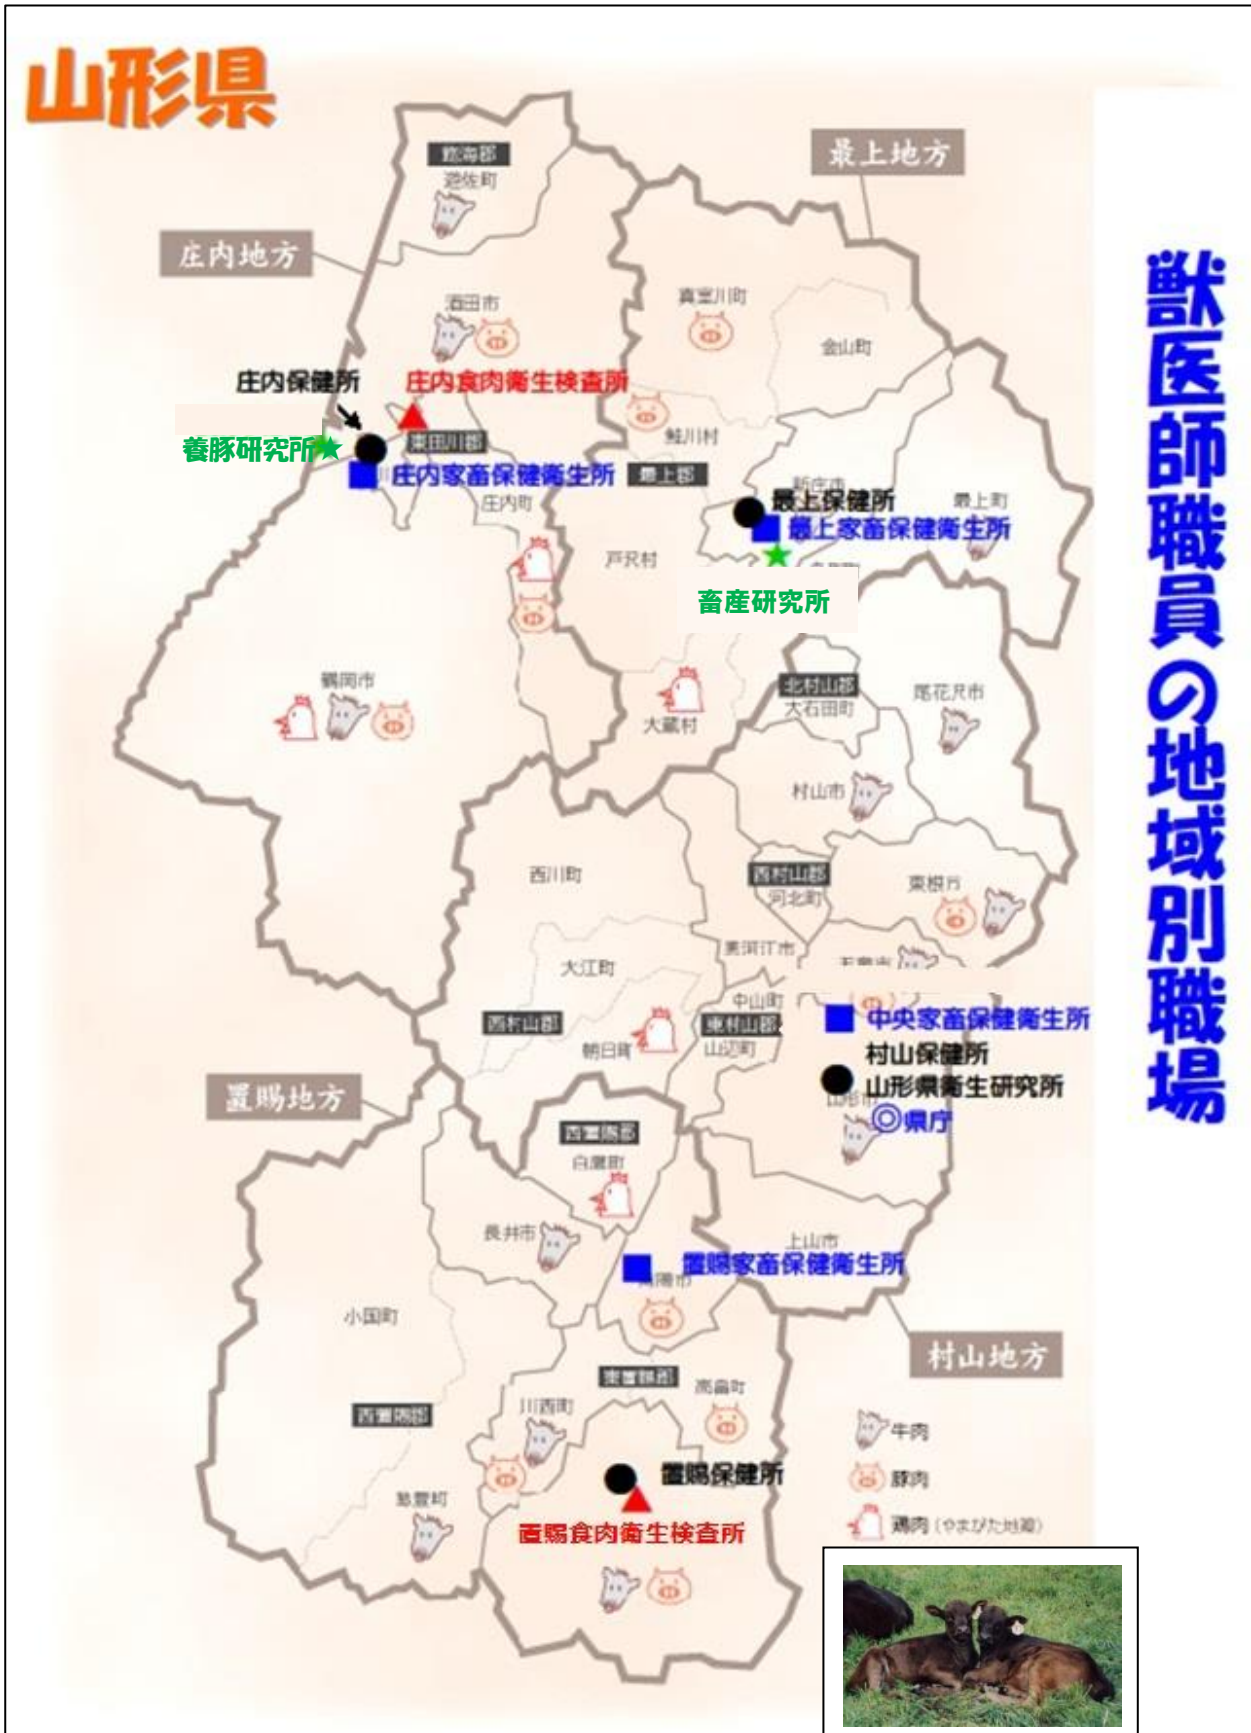 山形県
獣医師職員の地域別職場
最上地方
飽海郡
遊佐町
庄内地方
酒田市
真室川町
金山町
庄内保健所
庄内食肉衛生検査所
養豚研究所
東田川郡
鮭川村
庄内家畜保健衛生所
最上郡
庄内町
最上保健所
最上町
最上家畜保健衛生所
戸沢村
畜産研究所
鶴岡市
大蔵村
北村山郡
大石田町
尾花沢市
村山市
西川町
西村山郡
河北町
東根市
寒河江市
大江町
中山町
西村山郡
東村山郡
朝日町
山辺町
中央家畜保健衛生所
村山保健所
山形県衛生研究所
山形市
◎県庁
置賜地方
西置賜郡
白鷹町
長井市
上山市
置賜家畜保健衛生所
南陽市
小国町
村山地方
東置賜郡
高畠町
西置賜郡
川西町
牛肉
置賜保健所
豚肉
飯豊町
置賜食肉衛生検査所
鶏肉 (やまがた地鶏)